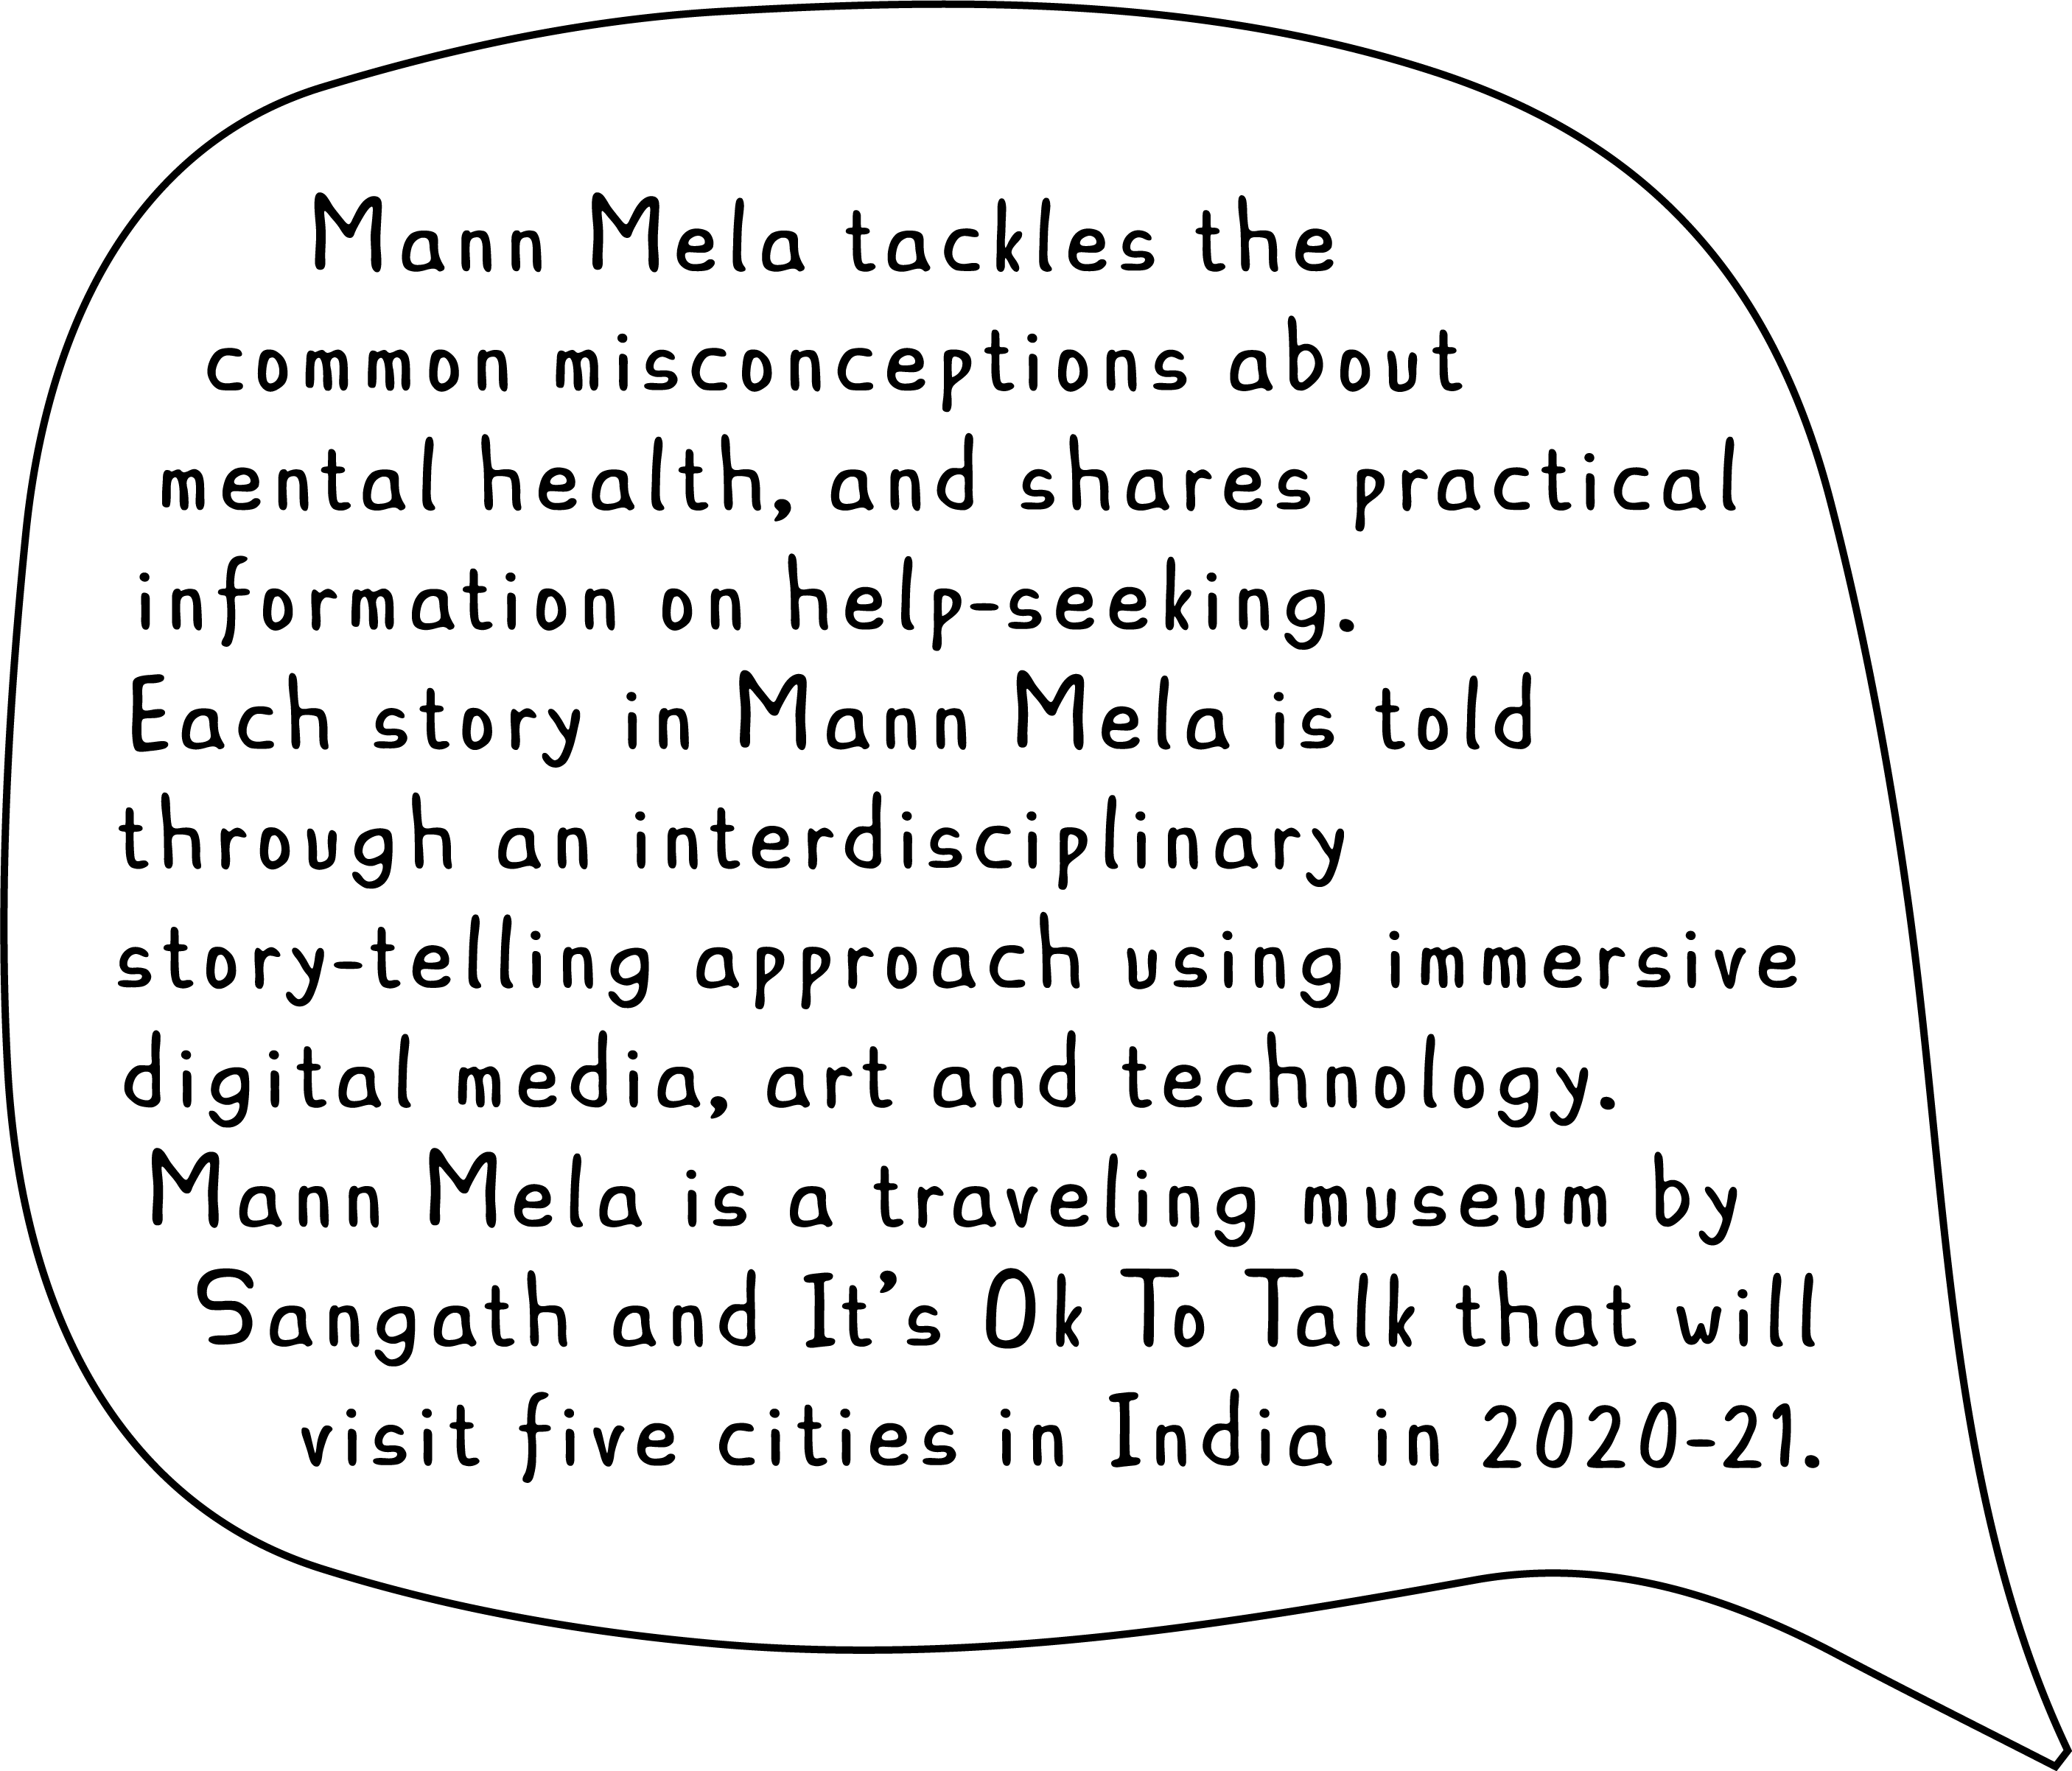 Mann Mela tackles the
common misconceptions about
mental health, and shares practical
information on help-seeking.
Each story in Mann Mela is told
through an interdisciplinary
story-telling approach using immersive
digital media, art and technology.
Mann Mela is a traveling museum by
Sangath and It's Ok To Talk that will
visit five cities in India in 2020-21.